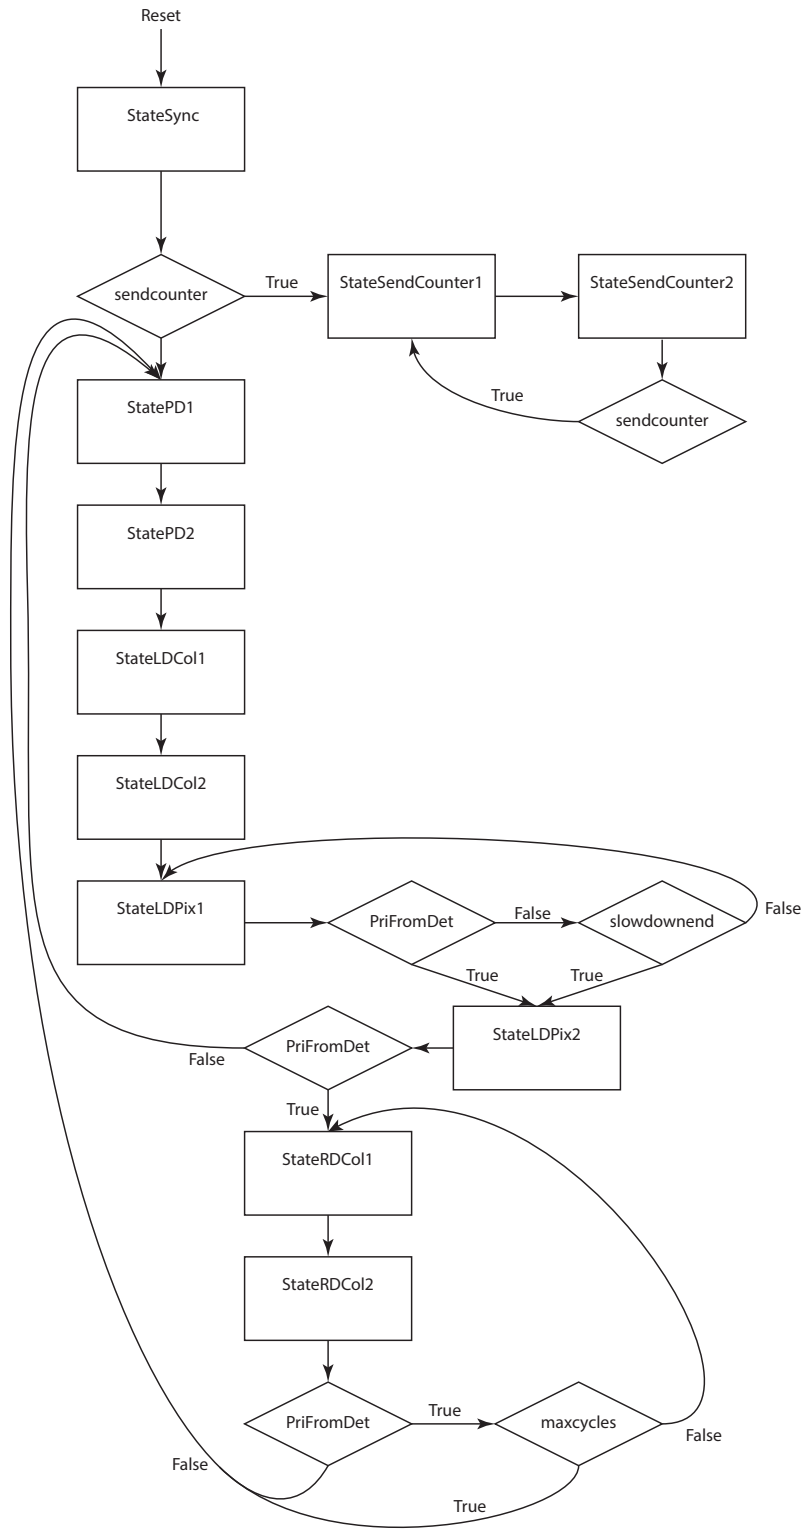 Reset
StateSync
sendcounter
True
StateSendCounter1
StateSendCounter2
True
sendcounter
StatePD1
StatePD2
StateLDCol1
StateLDCol2
StateLDPix1
PriFromDet
False
slowdownend
False
True
True
StateLDPix2
PriFromDet
False
True
StateRDCol1
StateRDCol2
PriFromDet
True
maxcycles
False
False
True